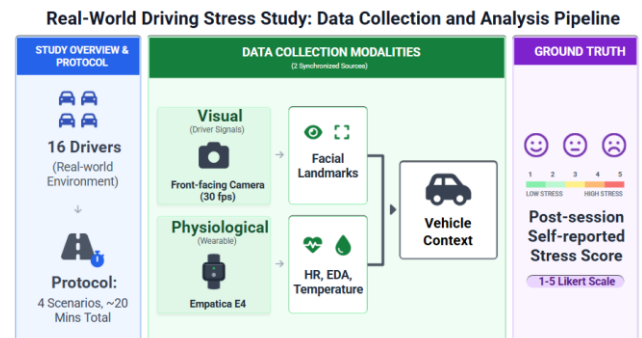 Real-World Driving Stress Study: Data Collection and Analysis Pipeline
STUDY OVERVIEW &
PROTOCOL
16 Drivers
(Real-world
Environment)
Protocol:
4 Scenarios, ~20
Mins Total
DATA COLLECTION MODALITIES
(2 Synchronized Sources)
Visual
(Driver Signals)
Front-facing Camera
(30 fps)
Facial
Landmarks
Physiological
(Wearable)
Empatica E4
HR, EDA,
Temperature
Vehicle
Context
GROUND TRUTH
1 2 3 4 5
LOW STRESS HIGH STRESS
Post-session
Self-reported
Stress Score
1-5 Likert Scale